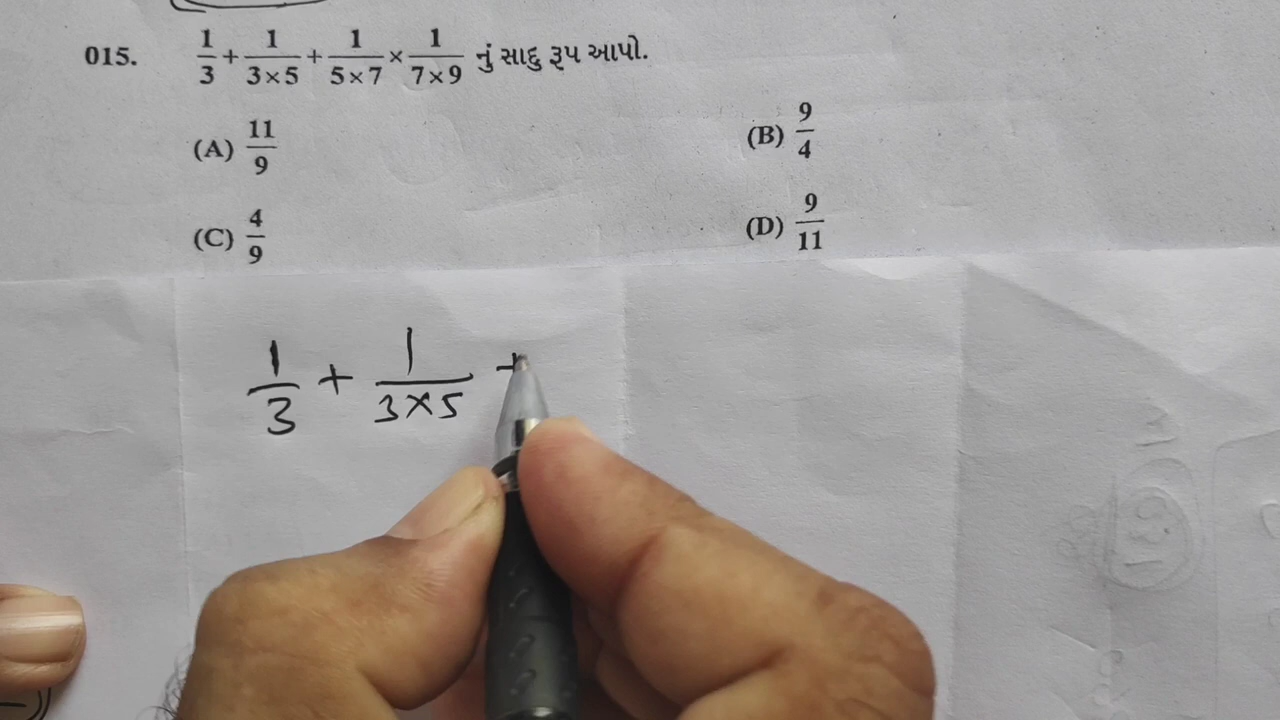 015. 1/3 + 1/(3×5) + 1/(5×7) × 1/(7×9) નું સાદુ રૂપ આપો.
(A) 11/9 (B) 9/4
(C) 4/9 (D) 9/11
1/3 + 1/(3×5) +